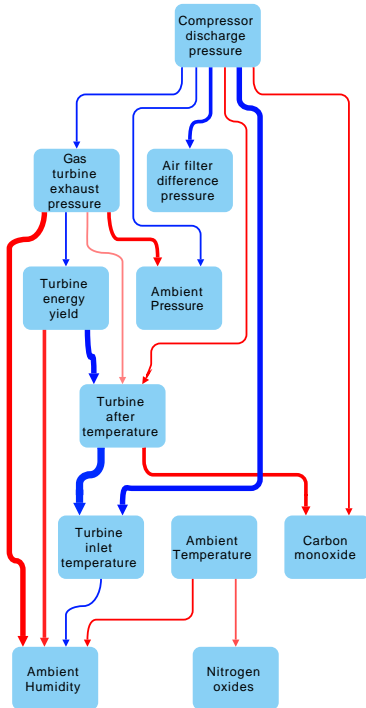 Compressor
discharge
pressure
Gas
turbine
exhaust
pressure
Air filter
difference
pressure
Turbine
energy
yield
Ambient
Pressure
Turbine
after
temperature
Turbine
inlet
temperature
Ambient
Temperature
Carbon
monoxide
Ambient
Humidity
Nitrogen
oxides